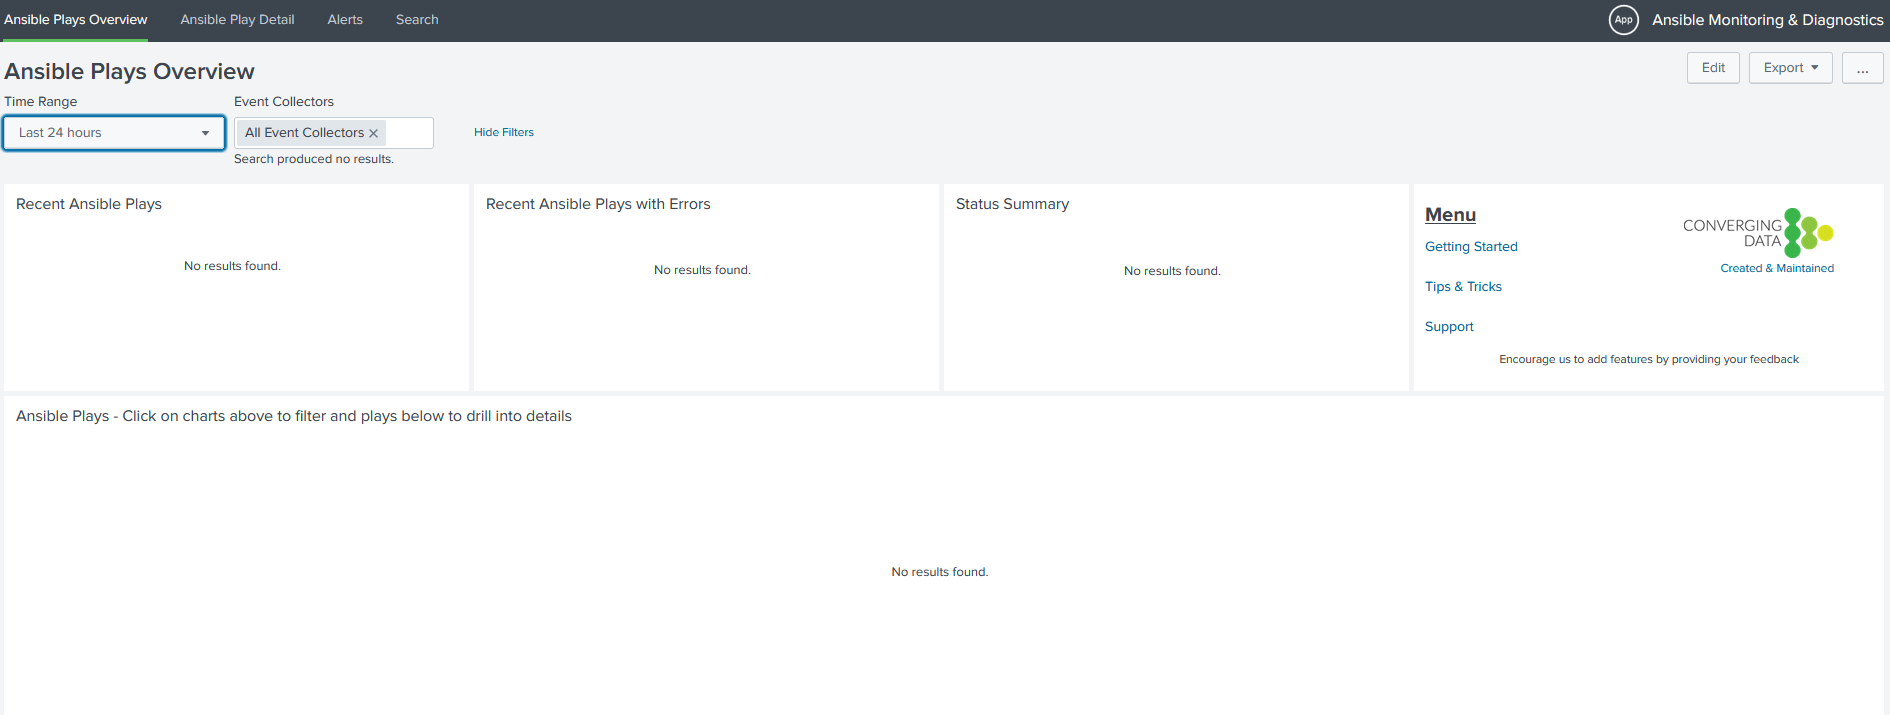 Ansible Plays Overview
Ansible Play Detail
Alerts
Search
App
Ansible Monitoring & Diagnostics
Ansible Plays Overview
Edit
Export
...
Time Range
Event Collectors
Last 24 hours
All Event Collectors
Hide Filters
Search produced no results.
Recent Ansible Plays
No results found.
Recent Ansible Plays with Errors
No results found.
Status Summary
No results found.
Menu
Getting Started
Tips & Tricks
Support
CONVERGING
DATA
Created & Maintained
Encourage us to add features by providing your feedback
Ansible Plays - Click on charts above to filter and plays below to drill into details
No results found.